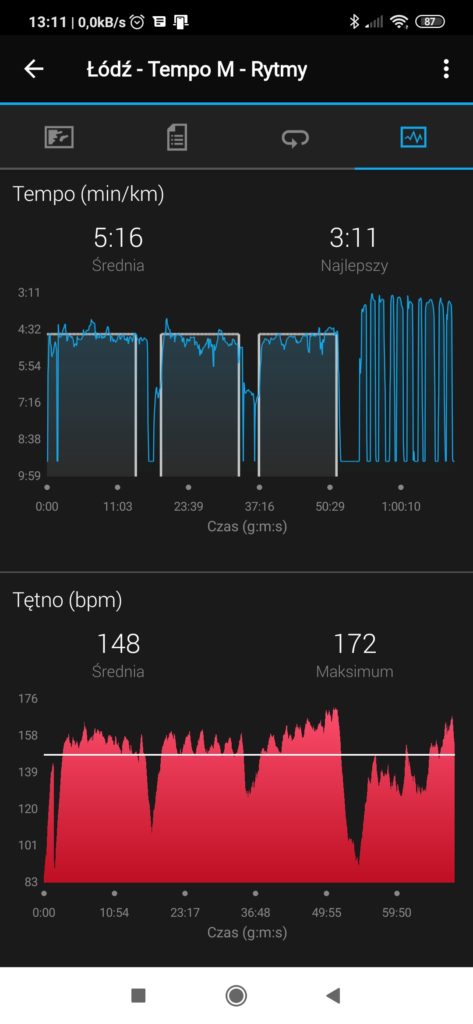 13:11 | 0,0kB/s
87
Łódź - Tempo M - Rytmy
Tempo (min/km)
5:16 3:11
Średnia Najlepszy
3:11
4:32
5:54
7:16
8:38
9:59
0:00 11:03 23:39 37:16 50:29 1:00:10
Czas (g:m:s)
Tętno (bpm)
148 172
Średnia Maksimum
176
158
139
120
101
83
0:00 10:54 23:17 36:48 49:55 59:50
Czas (g:m:s)